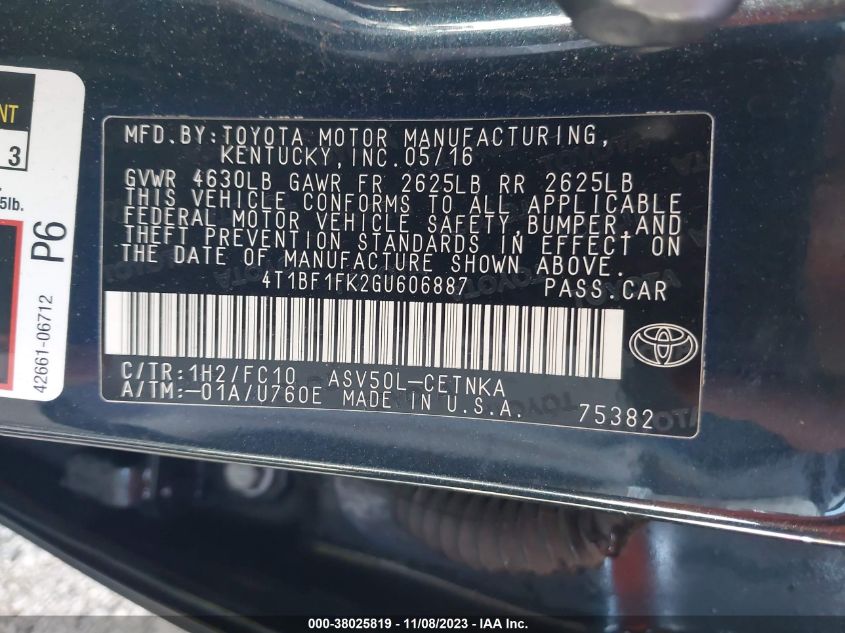 NT
3
5lb.
P6
42661-06712
MFD.BY:TOYOTA MOTOR MANUFACTURING,
KENTUCKY,INC.05/16
GVWR 4630LB GAWR FR 2625LB RR 2625LB
THIS VEHICLE CONFORMS TO ALL APPLICABLE
FEDERAL MOTOR VEHICLE SAFETY,BUMPER,AND
THEFT PREVENTION STANDARDS IN EFFECT ON
THE DATE OF MANUFACTURE SHOWN ABOVE.
4T1BF1FK2GU606887 PASS.CAR
C/TR:1H2/FC10 ASV50L-CETNKA
A/TM:-01A/U760E MADE IN U.S.A. 75382
000-38025819 - 11/08/2023 - IAA Inc.